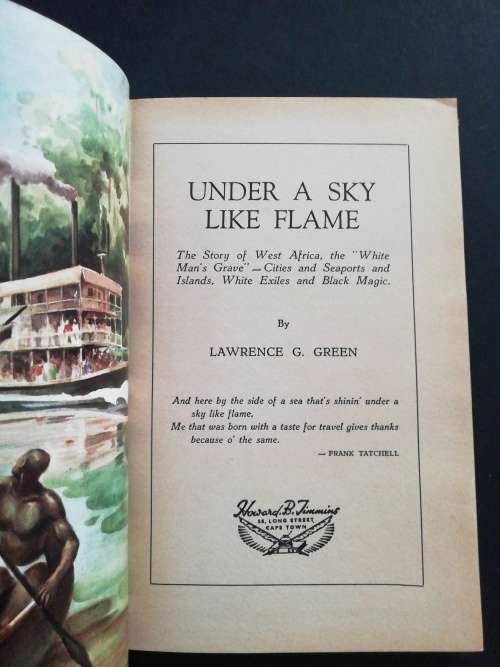 UNDER A SKY
LIKE FLAME
The Story of West Africa, the "White
Man's Grave" — Cities and Seaports and
Islands, White Exiles and Black Magic.
By
LAWRENCE G. GREEN
And here by the side of a sea that's shinin' under a
sky like flame,
Me that was born with a taste for travel gives thanks
because o' the same.
— FRANK TATCHELL
Howard B. Timmins
58, LONG STREET,
CAPE TOWN